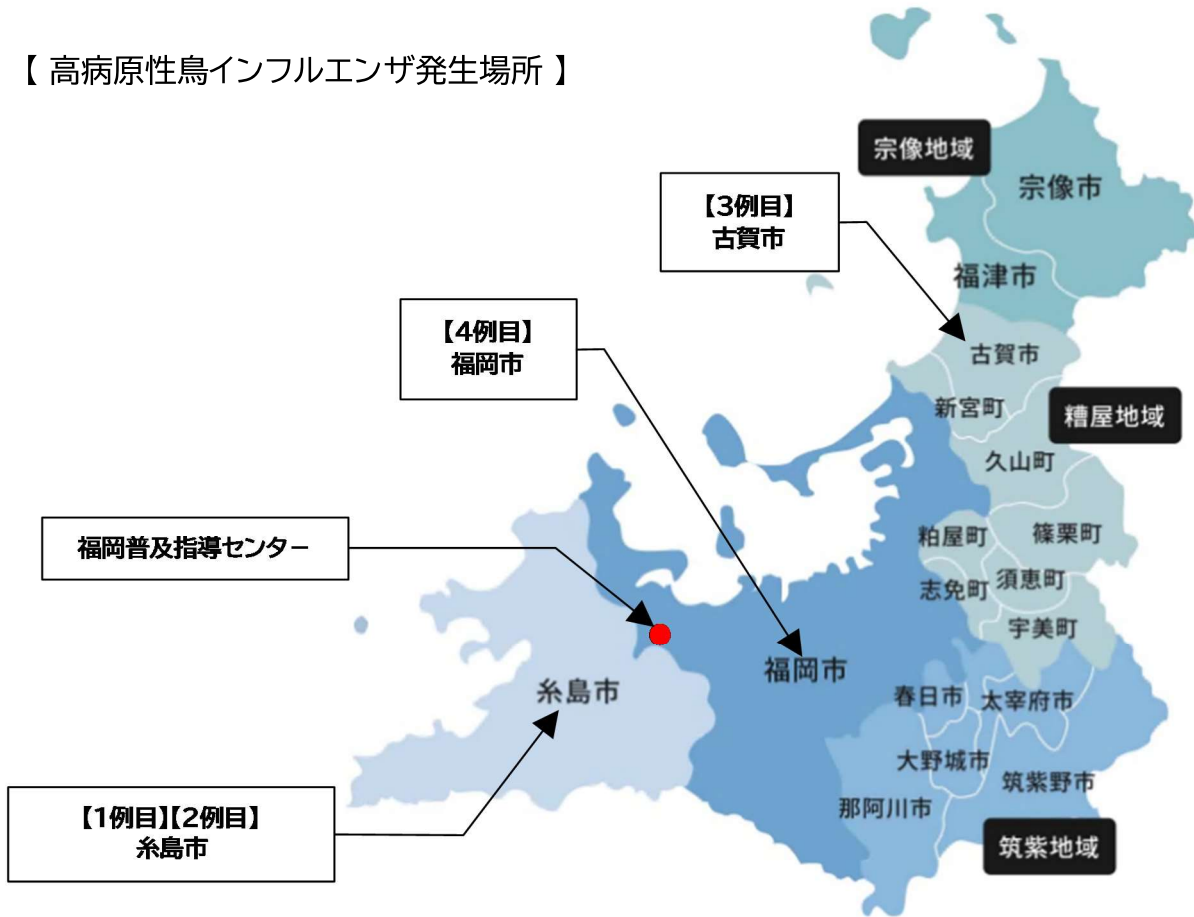 【 高病原性鳥インフルエンザ発生場所 】
宗像地域
宗像市
【3例目】
古賀市
福津市
【4例目】
福岡市
古賀市
新宮町
糟屋地域
久山町
福岡普及指導センター
粕屋町
篠栗町
志免町
須恵町
宇美町
福岡市
糸島市
春日市
太宰府市
大野城市
筑紫野市
那阿川市
【1例目】【2例目】
糸島市
筑紫地域